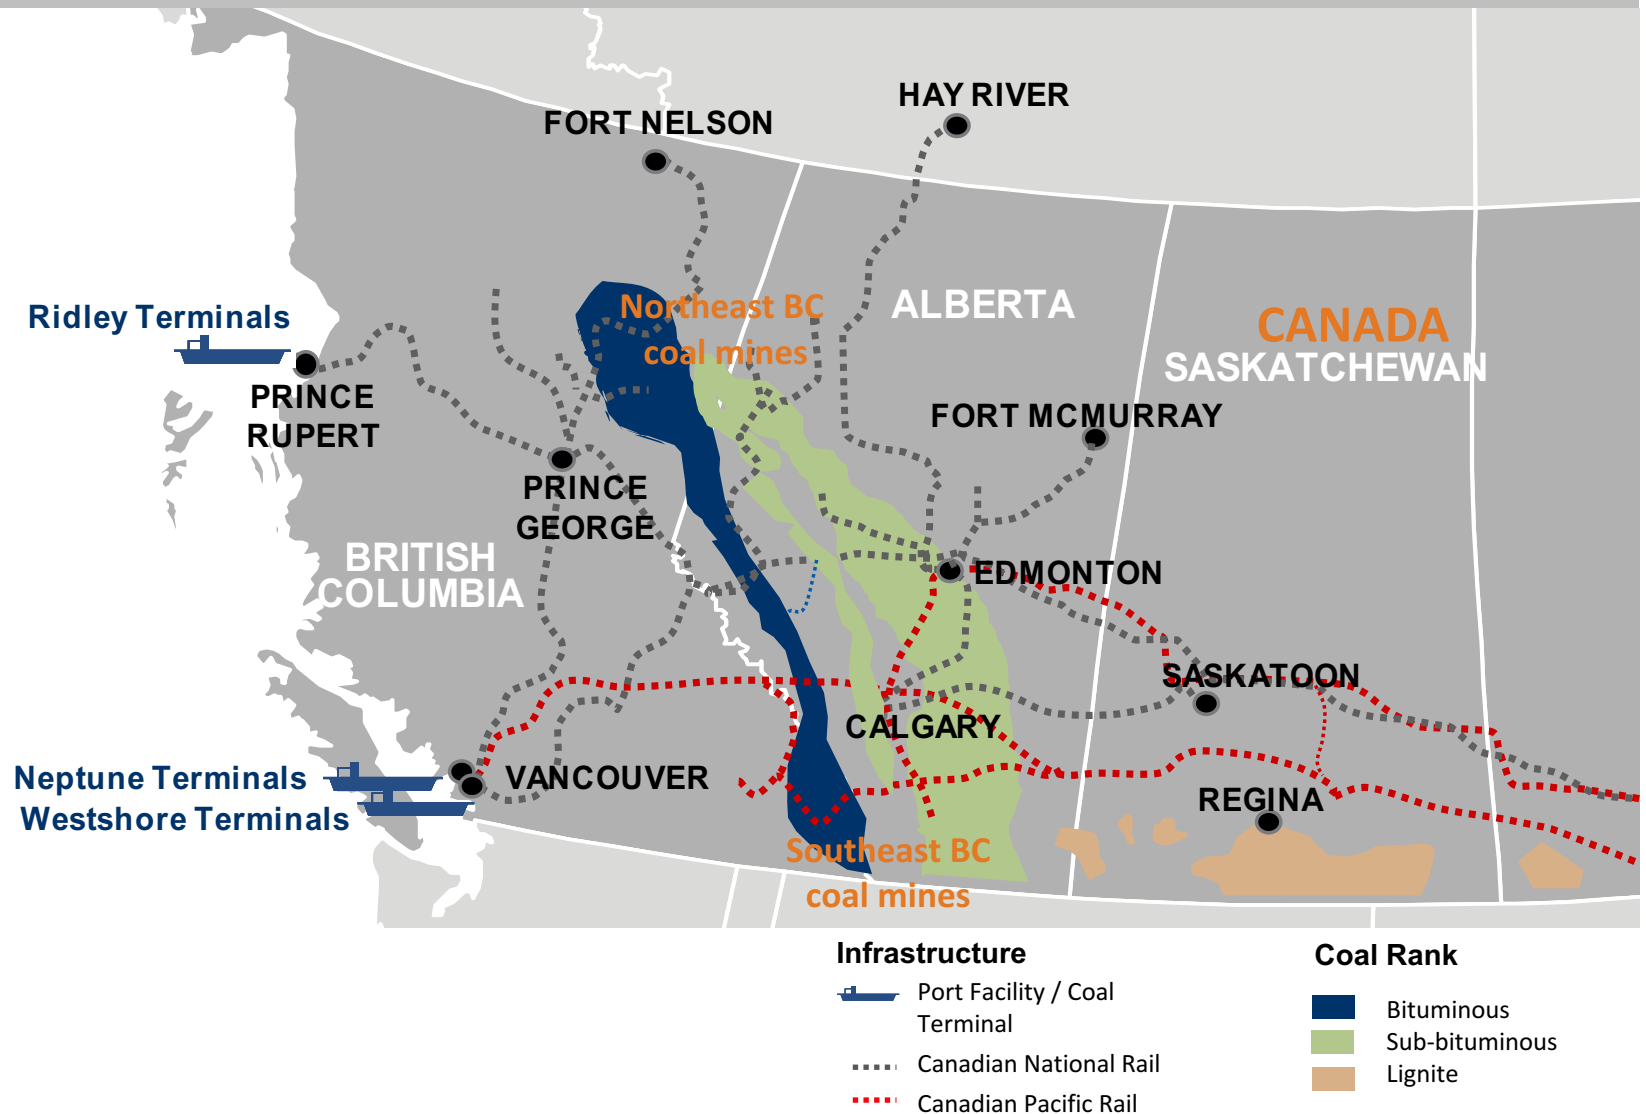 HAY RIVER
FORT NELSON
Northeast BC
coal mines
ALBERTA
CANADA
SASKATCHEWAN
Ridley Terminals
PRINCE
RUPERT
FORT MCMURRAY
PRINCE
GEORGE
BRITISH
COLUMBIA
EDMONTON
SASKATOON
CALGARY
Neptune Terminals
Westshore Terminals
VANCOUVER
REGINA
Southeast BC
coal mines
Infrastructure
Port Facility / Coal
Terminal
Canadian National Rail
Canadian Pacific Rail
Coal Rank
Bituminous
Sub-bituminous
Lignite